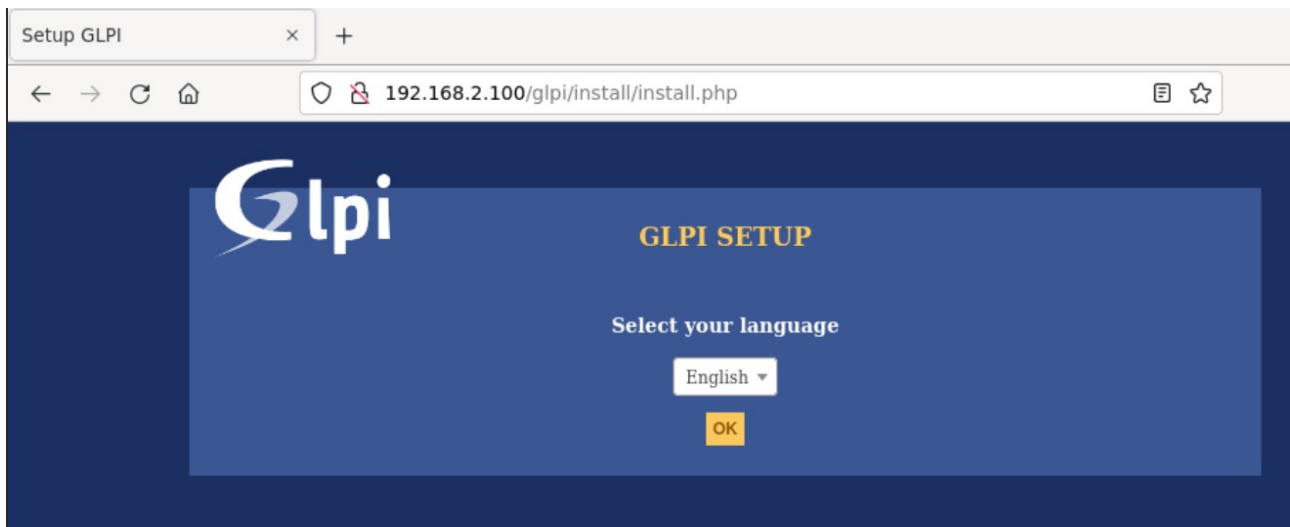 Setup GLPI
192.168.2.100/glpi/install/install.php
Glpi
GLPI SETUP
Select your language
English
OK